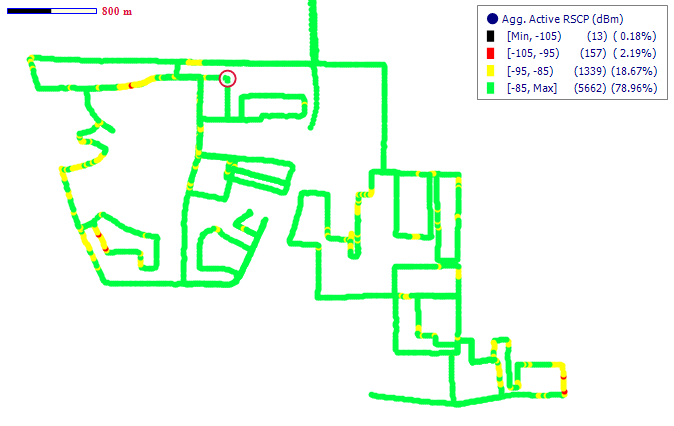 800 m
Agg. Active RSCP (dBm)
[Min, -105) (13) ( 0.18%)
[-105, -95) (157) ( 2.19%)
[-95, -85) (1339) (18.67%)
[-85, Max] (5662) (78.96%)